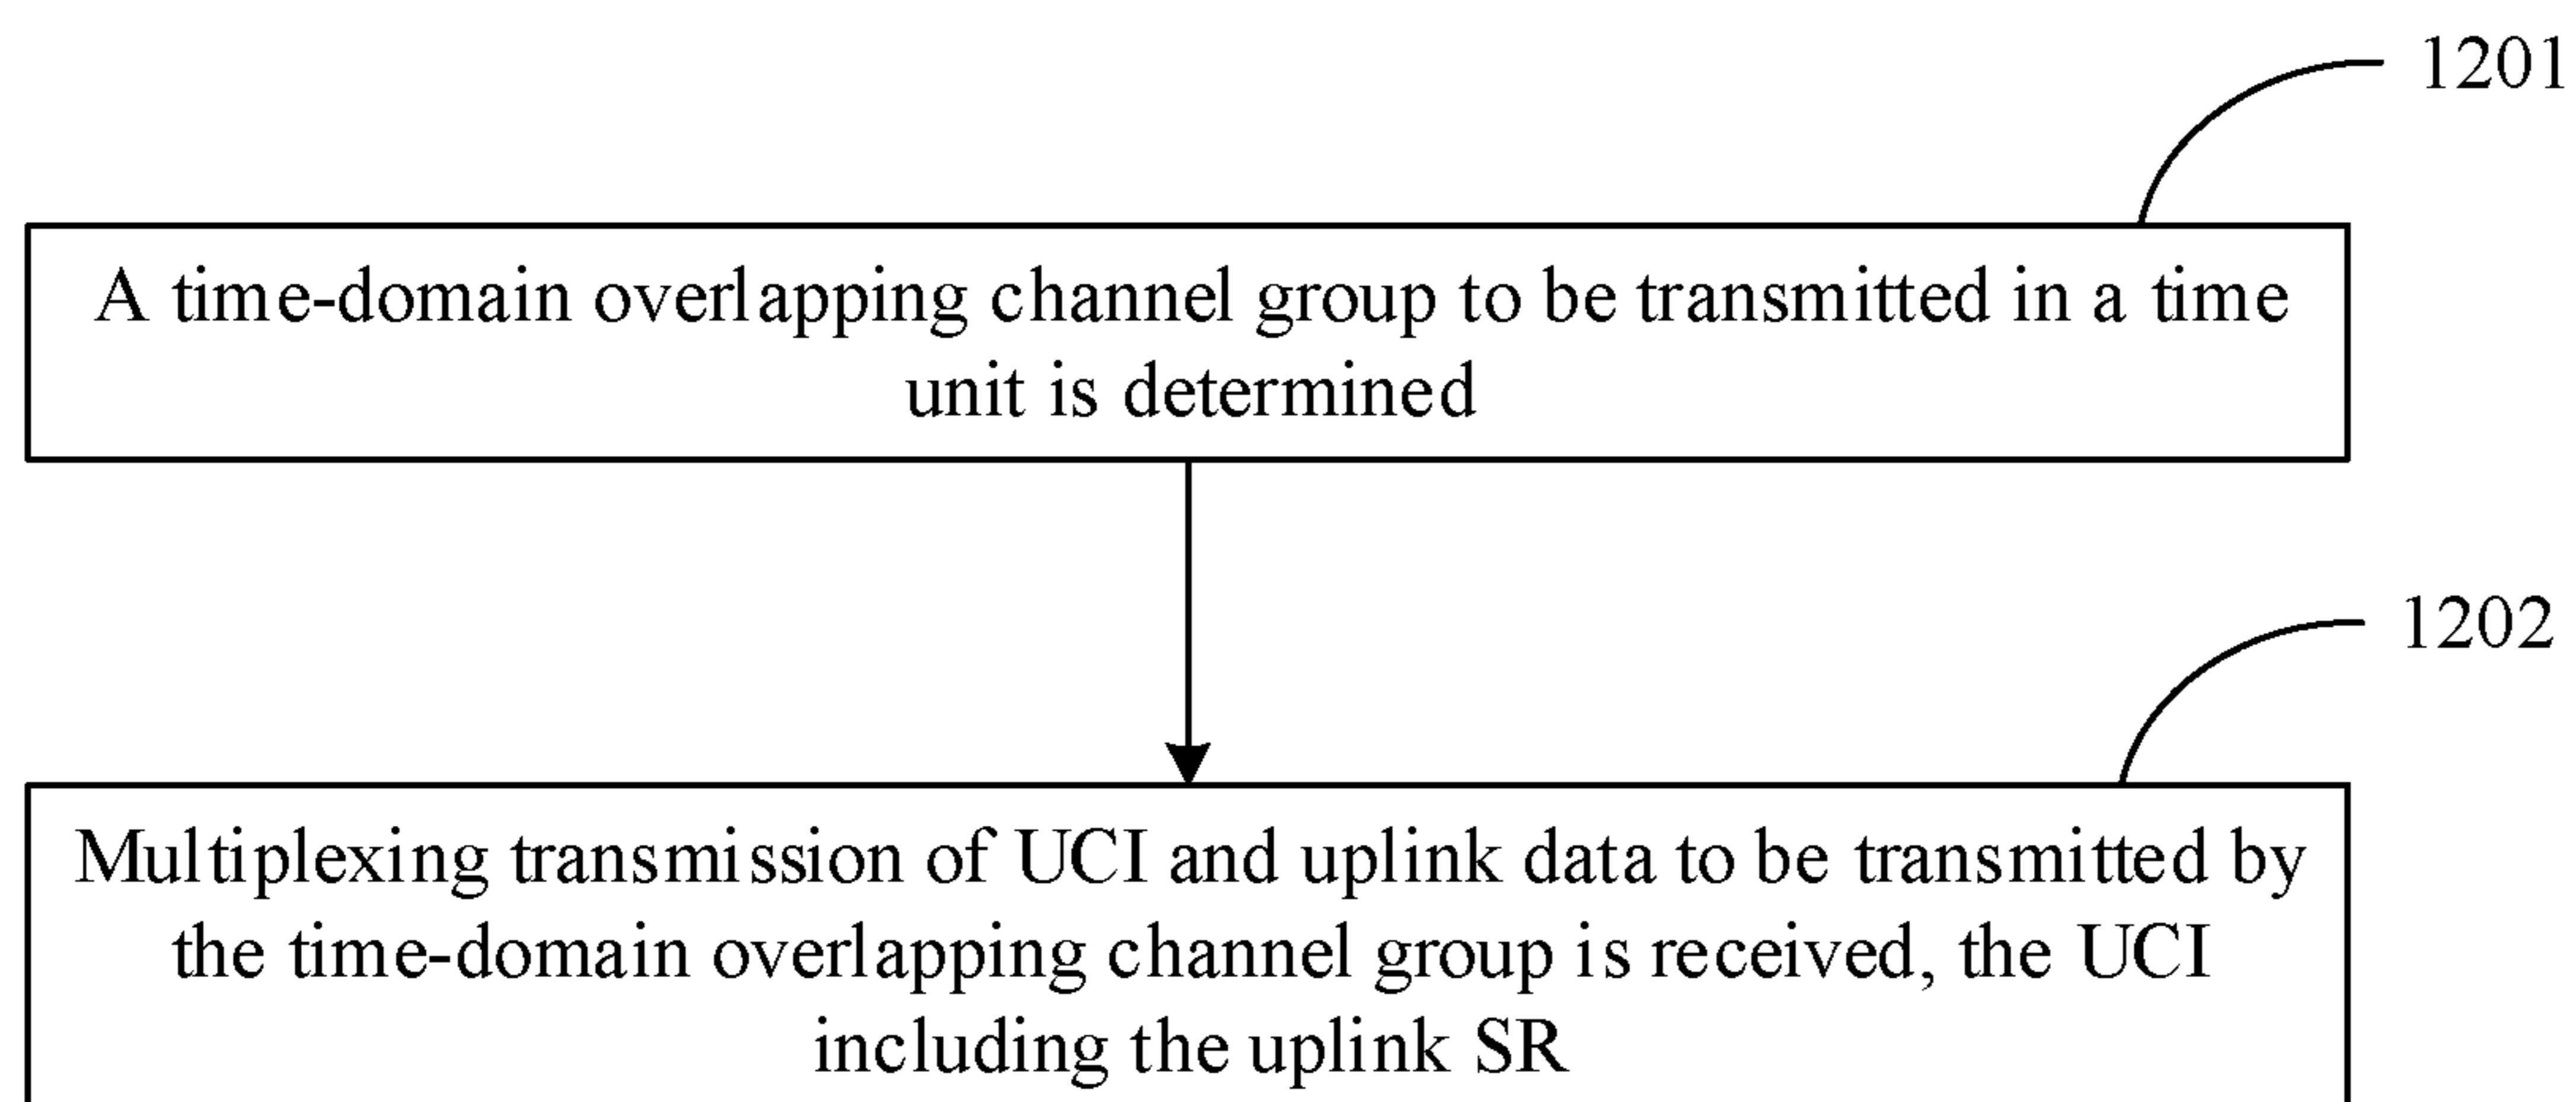 1201
A time-domain overlapping channel group to be transmitted in a time
unit is determined
1202
Multiplexing transmission of UCI and uplink data to be transmitted by
the time-domain overlapping channel group is received, the UCI
including the uplink SR